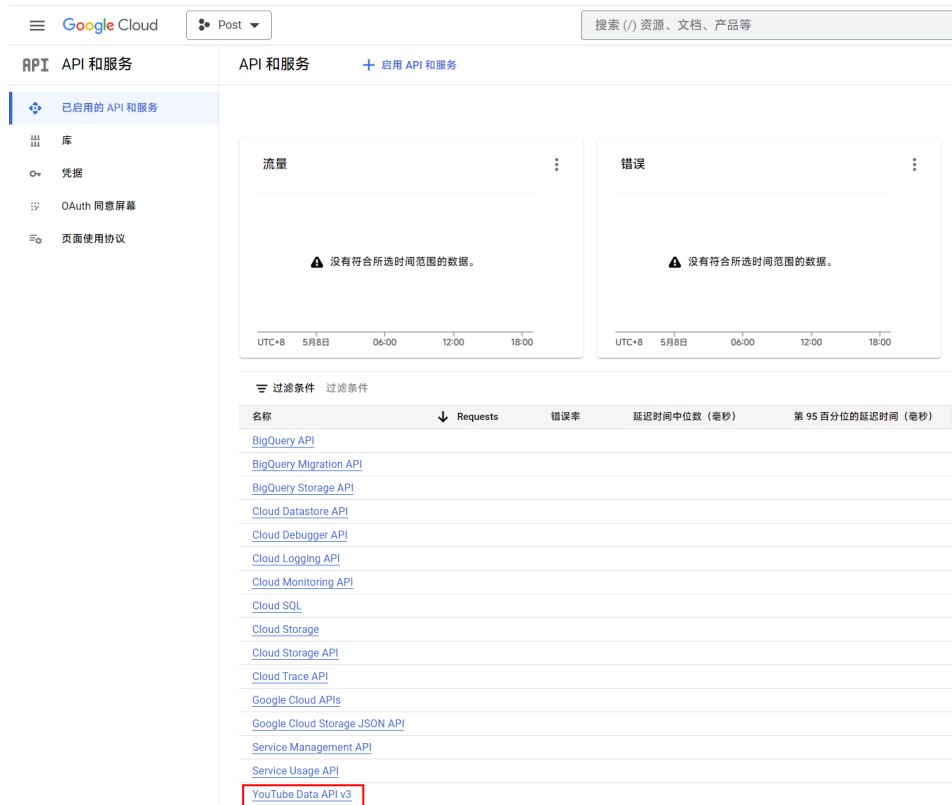 Google Cloud
Post
搜索 (/) 资源、文档、产品等
API API 和服务
API 和服务
启用 API 和服务
已启用的 API 和服务
库
凭据
OAuth 同意屏幕
页面使用协议
流量
没有符合所选时间范围的数据。
UTC+8 5月8日 06:00 12:00 18:00
错误
没有符合所选时间范围的数据。
UTC+8 5月8日 06:00 12:00 18:00
过滤条件 过滤条件
名称 Requests 错误率 延迟时间中位数（毫秒） 第 95 百分位的延迟时间（毫秒）
BigQuery API
BigQuery Migration API
BigQuery Storage API
Cloud Datastore API
Cloud Debugger API
Cloud Logging API
Cloud Monitoring API
Cloud SQL
Cloud Storage
Cloud Storage API
Cloud Trace API
Google Cloud APIs
Google Cloud Storage JSON API
Service Management API
Service Usage API
YouTube Data API v3